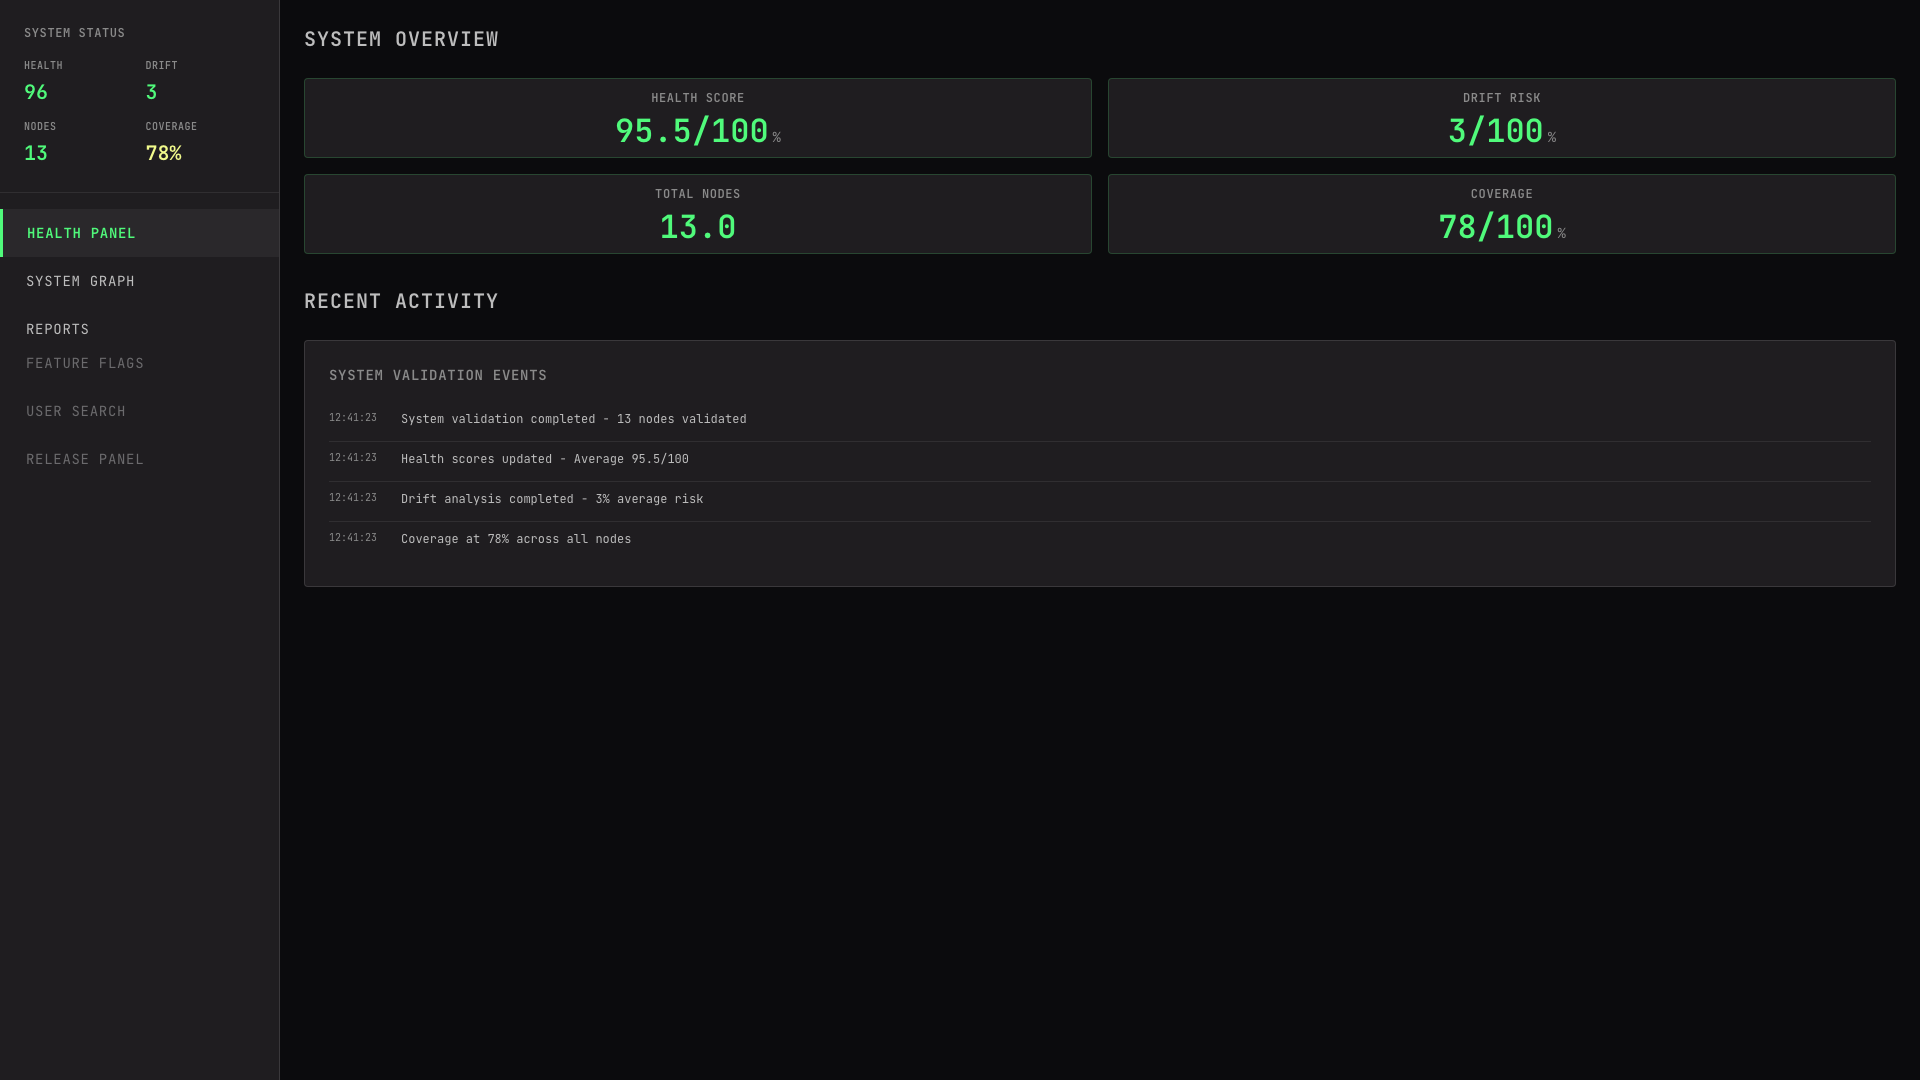 SYSTEM STATUS
HEALTH
96
DRIFT
3
NODES
13
COVERAGE
78%
HEALTH PANEL
SYSTEM GRAPH
REPORTS
FEATURE FLAGS
USER SEARCH
RELEASE PANEL
SYSTEM OVERVIEW
HEALTH SCORE
95.5/100 %
DRIFT RISK
3/100 %
TOTAL NODES
13.0
COVERAGE
78/100 %
RECENT ACTIVITY
SYSTEM VALIDATION EVENTS
12:41:23 System validation completed - 13 nodes validated
12:41:23 Health scores updated - Average 95.5/100
12:41:23 Drift analysis completed - 3% average risk
12:41:23 Coverage at 78% across all nodes